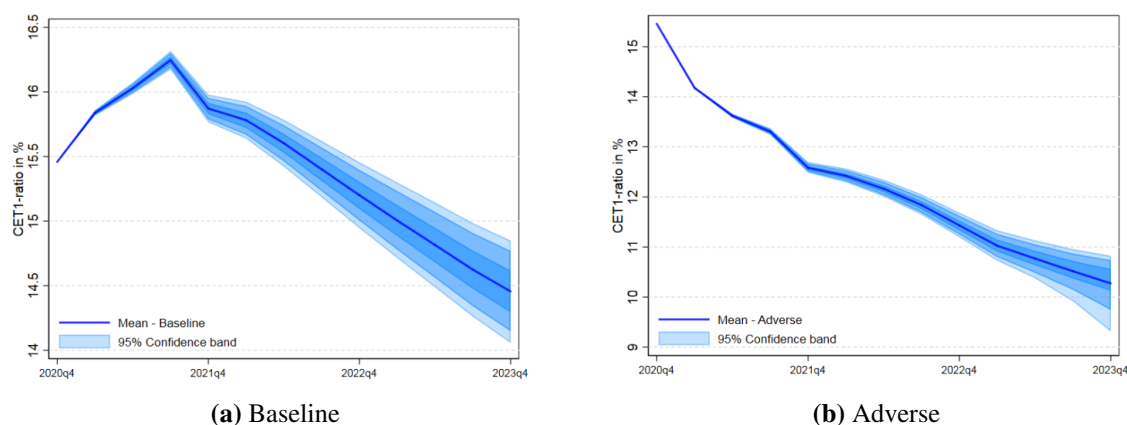 CET1-ratio in %
16.5
16
15.5
15
14.5
14
Mean - Baseline
95% Confidence band
2020q4 2021q4 2022q4 2023q4
(a) Baseline
CET1-ratio in %
15
14
13
12
11
10
9
Mean - Adverse
95% Confidence band
2020q4 2021q4 2022q4 2023q4
(b) Adverse